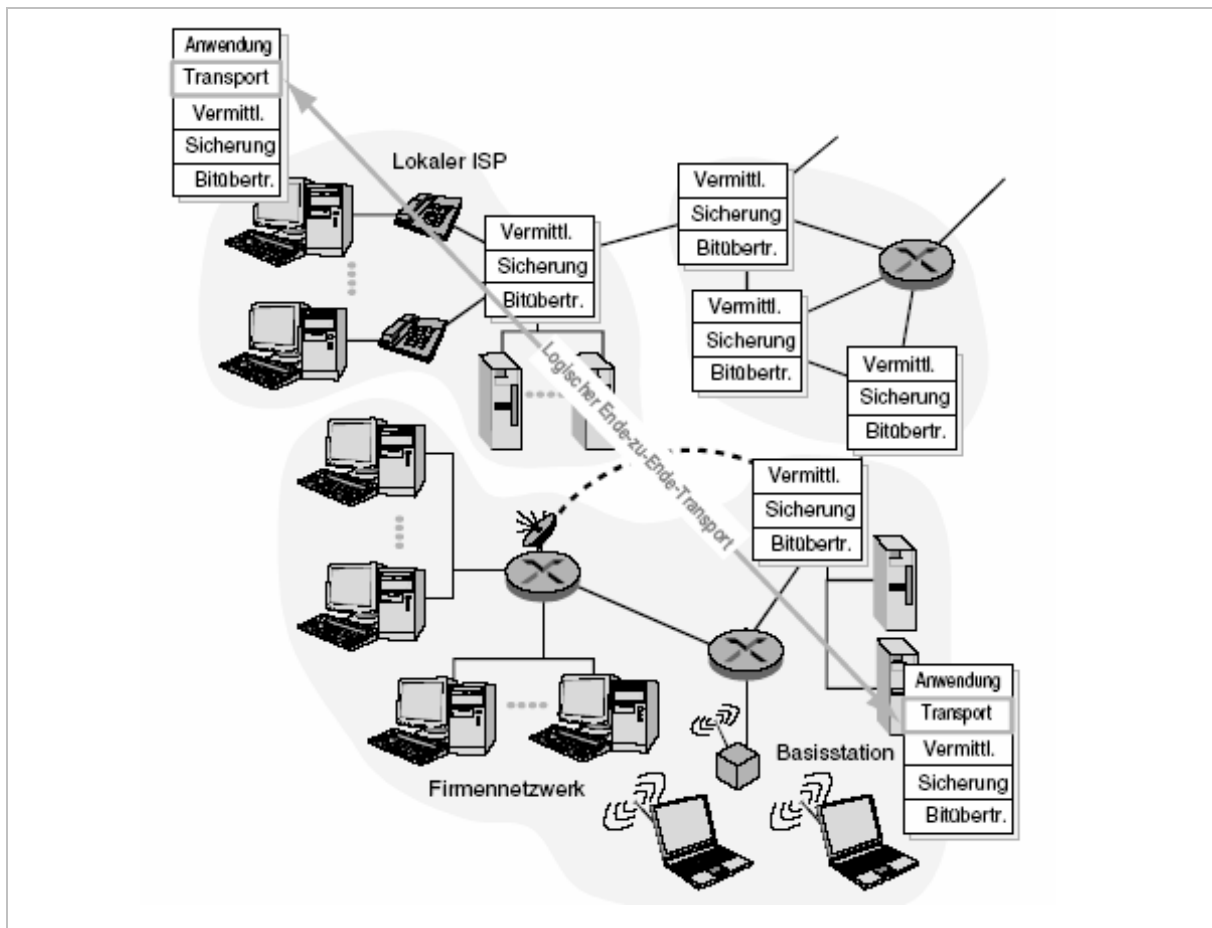 Anwendung
Transport
Vermittl.
Sicherung
Bitübertr.
Lokaler ISP
Vermittl.
Sicherung
Bitübertr.
Vermittl.
Sicherung
Bitübertr.
Vermittl.
Sicherung
Bitübertr.
Vermittl.
Sicherung
Bitübertr.
Logischer Ende-zu-Ende-Transport
Vermittl.
Sicherung
Bitübertr.
Firmennetzwerk
Basisstation
Anwendung
Transport
Vermittl.
Sicherung
Bitübertr.